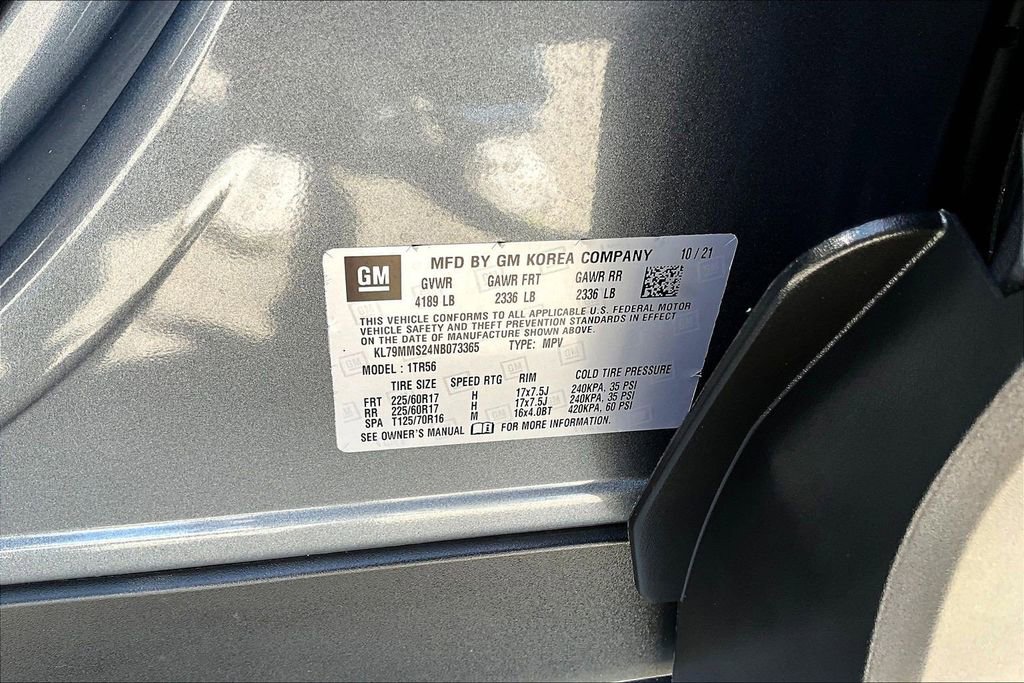 GM MFD BY GM KOREA COMPANY 10/21
GVWR GAWR FRT GAWR RR
4189 LB 2336 LB 2336 LB
THIS VEHICLE CONFORMS TO ALL APPLICABLE U.S. FEDERAL MOTOR
VEHICLE SAFETY AND THEFT PREVENTION STANDARDS IN EFFECT
ON THE DATE OF MANUFACTURE SHOWN ABOVE.
KL79MMS24NB073365 TYPE: MPV
MODEL : 1TR56
TIRE SIZE SPEED RTG RIM COLD TIRE PRESSURE
FRT 225/60R17 H 17x7.5J 240KPA, 35 PSI
RR 225/60R17 H 17x7.5J 240KPA, 35 PSI
SPA T125/70R16 M 16x4.0BT 420KPA, 60 PSI
SEE OWNER'S MANUAL FOR MORE INFORMATION.